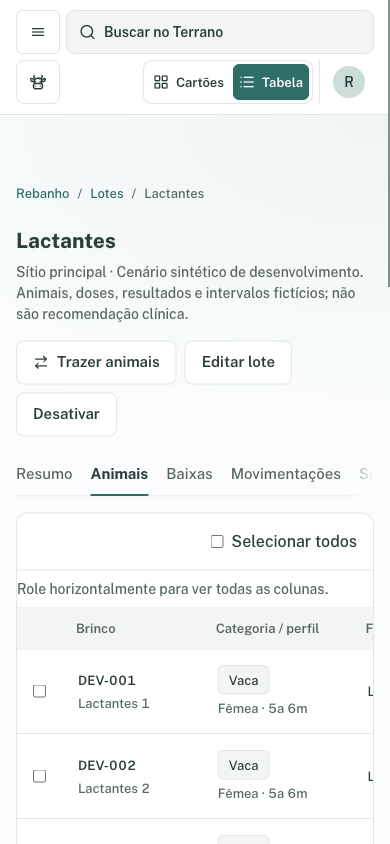 Buscar no Terrano
Cartões
Tabela
R
Rebanho / Lotes / Lactantes
Lactantes
Sítio principal · Cenário sintético de desenvolvimento.
Animais, doses, resultados e intervalos fictícios; não
são recomendação clínica.
Trazer animais
Editar lote
Desativar
Resumo Animais Baixas Movimentações
Selecionar todos
Role horizontalmente para ver todas as colunas.
Brinco Categoria / perfil
DEV-001
Lactantes 1
Vaca
Fêmea · 5a 6m
DEV-002
Lactantes 2
Vaca
Fêmea · 5a 6m